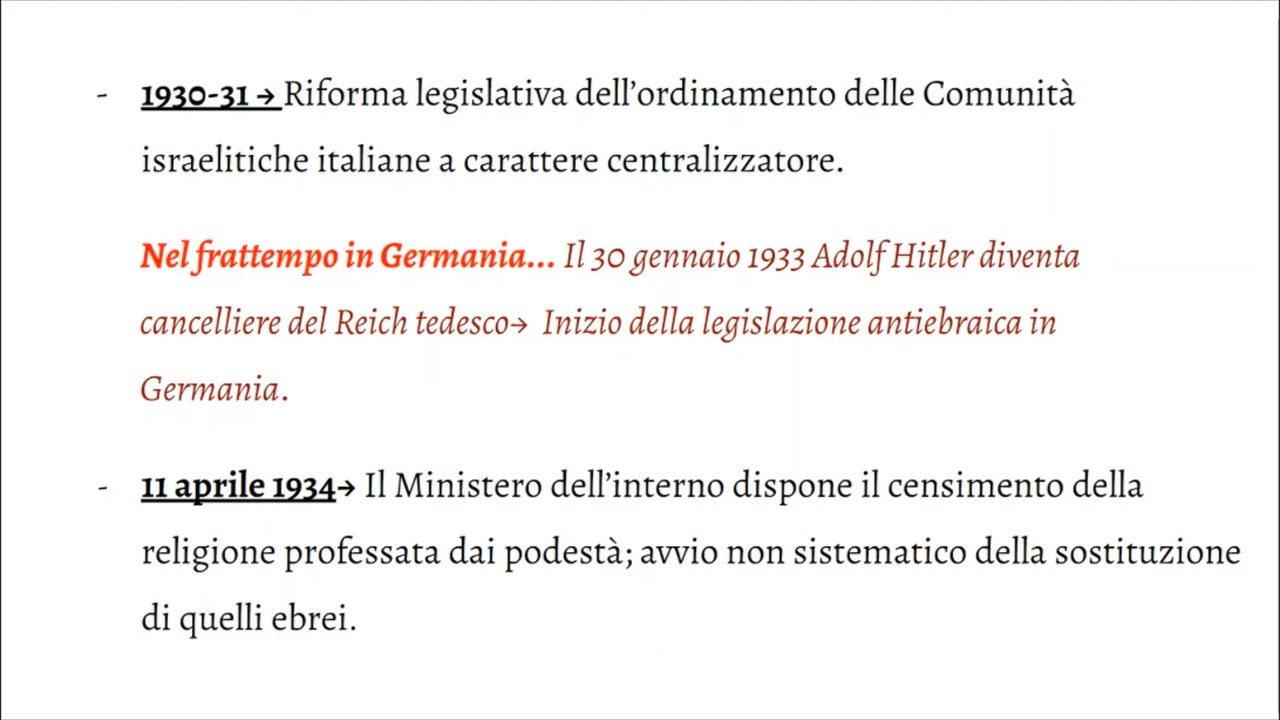 - 1930-31 → Riforma legislativa dell’ordinamento delle Comunità
israelitiche italiane a carattere centralizzatore.
Nel frattempo in Germania... Il 30 gennaio 1933 Adolf Hitler diventa
cancelliere del Reich tedesco→ Inizio della legislazione antiebraica in
Germania.
- 11 aprile 1934→ Il Ministero dell’interno dispone il censimento della
religione professata dai podestà; avvio non sistematico della sostituzione
di quelli ebrei.